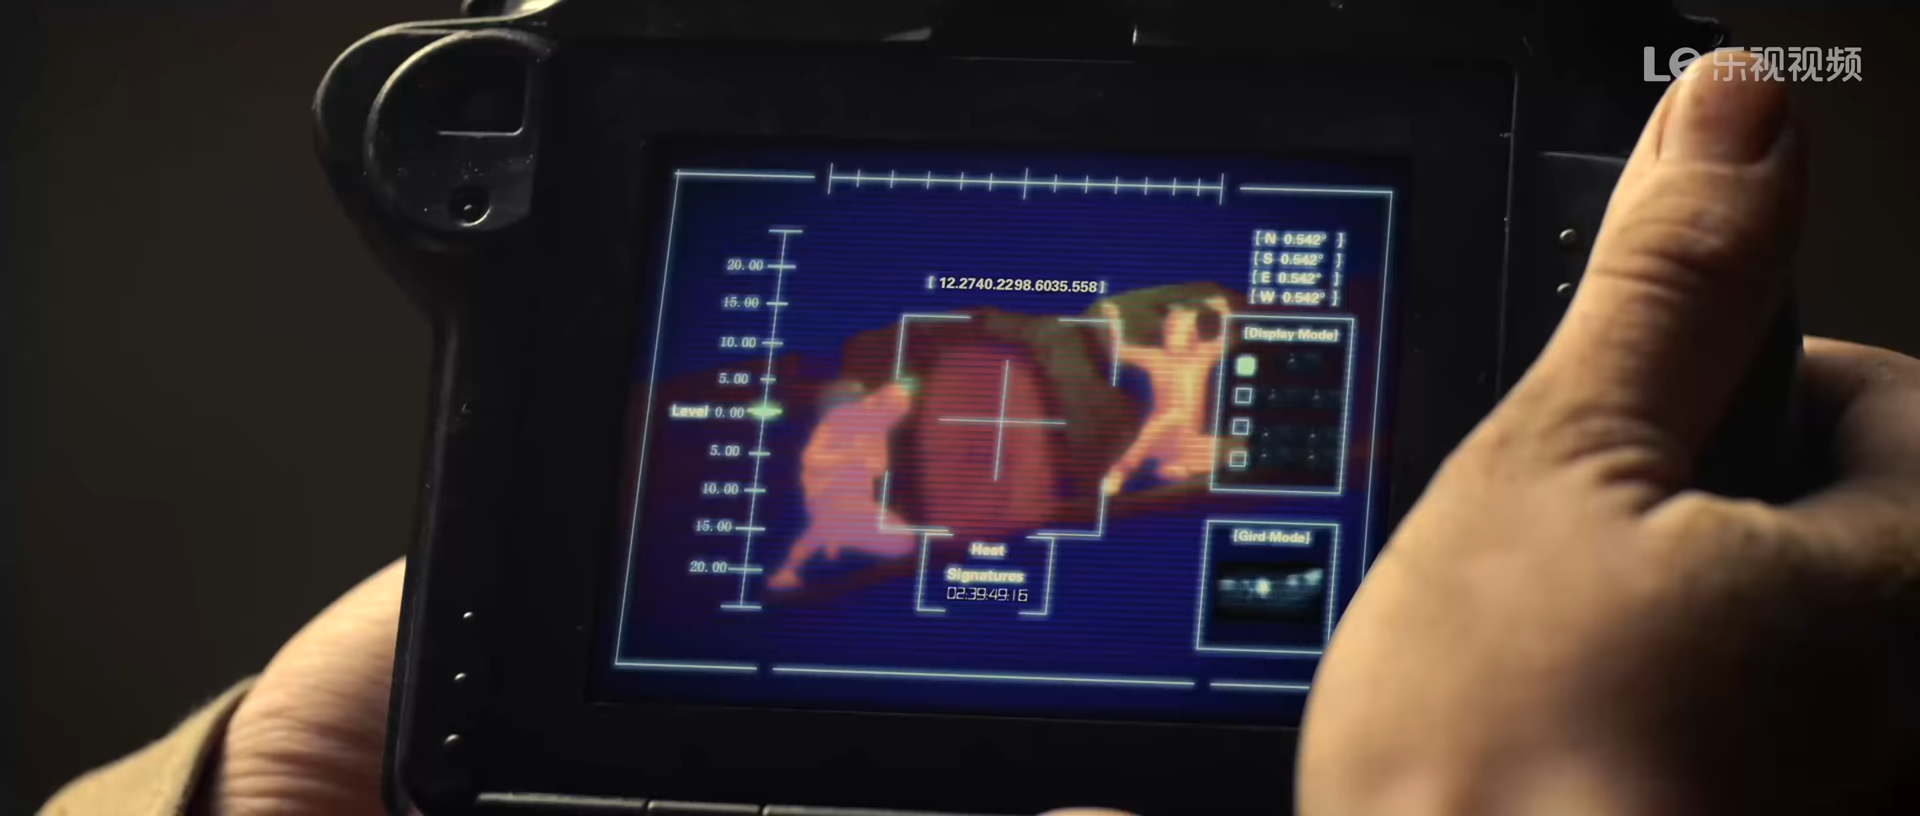 Le 乐视视频
20.00
15.00
10.00
5.00
Level 0.00
5.00
10.00
15.00
20.00
[ 12.2740.2298.6035.558]
[ N 0.542° ]
[ S 0.542° ]
[ E 0.542° ]
[ W 0.542° ]
[Display Mode]
[Gird Mode]
Heat
Signatures
02:39:49:16